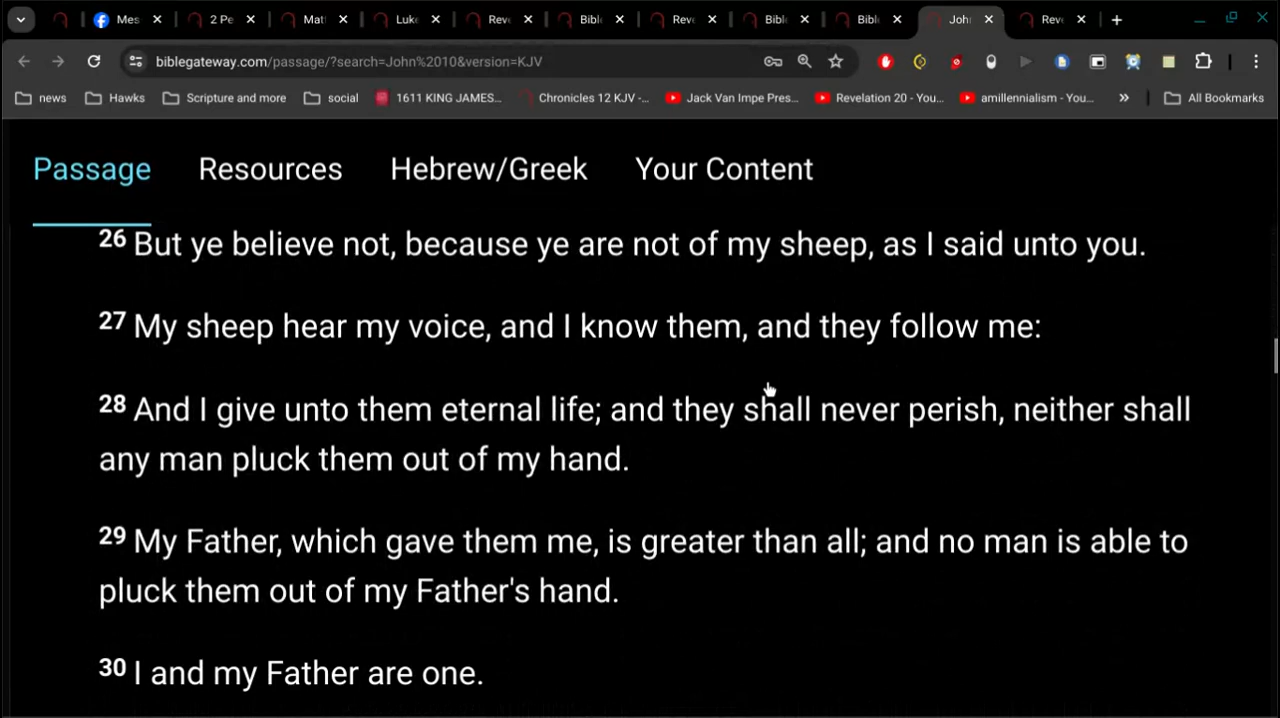 Mes 2 Pe Mat Luke Reve Bibl Reve Bibl Bibl Joh Reve
biblegateway.com/passage/?search=John%2010&version=KJV
news Hawks Scripture and more social 1611 KING JAMES... Chronicles 12 KJV -... Jack Van Impe Pres... Revelation 20 - You... amillennialism - You... » All Bookmarks
Passage Resources Hebrew/Greek Your Content
26 But ye believe not, because ye are not of my sheep, as I said unto you.
27 My sheep hear my voice, and I know them, and they follow me:
28 And I give unto them eternal life; and they shall never perish, neither shall
any man pluck them out of my hand.
29 My Father, which gave them me, is greater than all; and no man is able to
pluck them out of my Father's hand.
30 I and my Father are one.